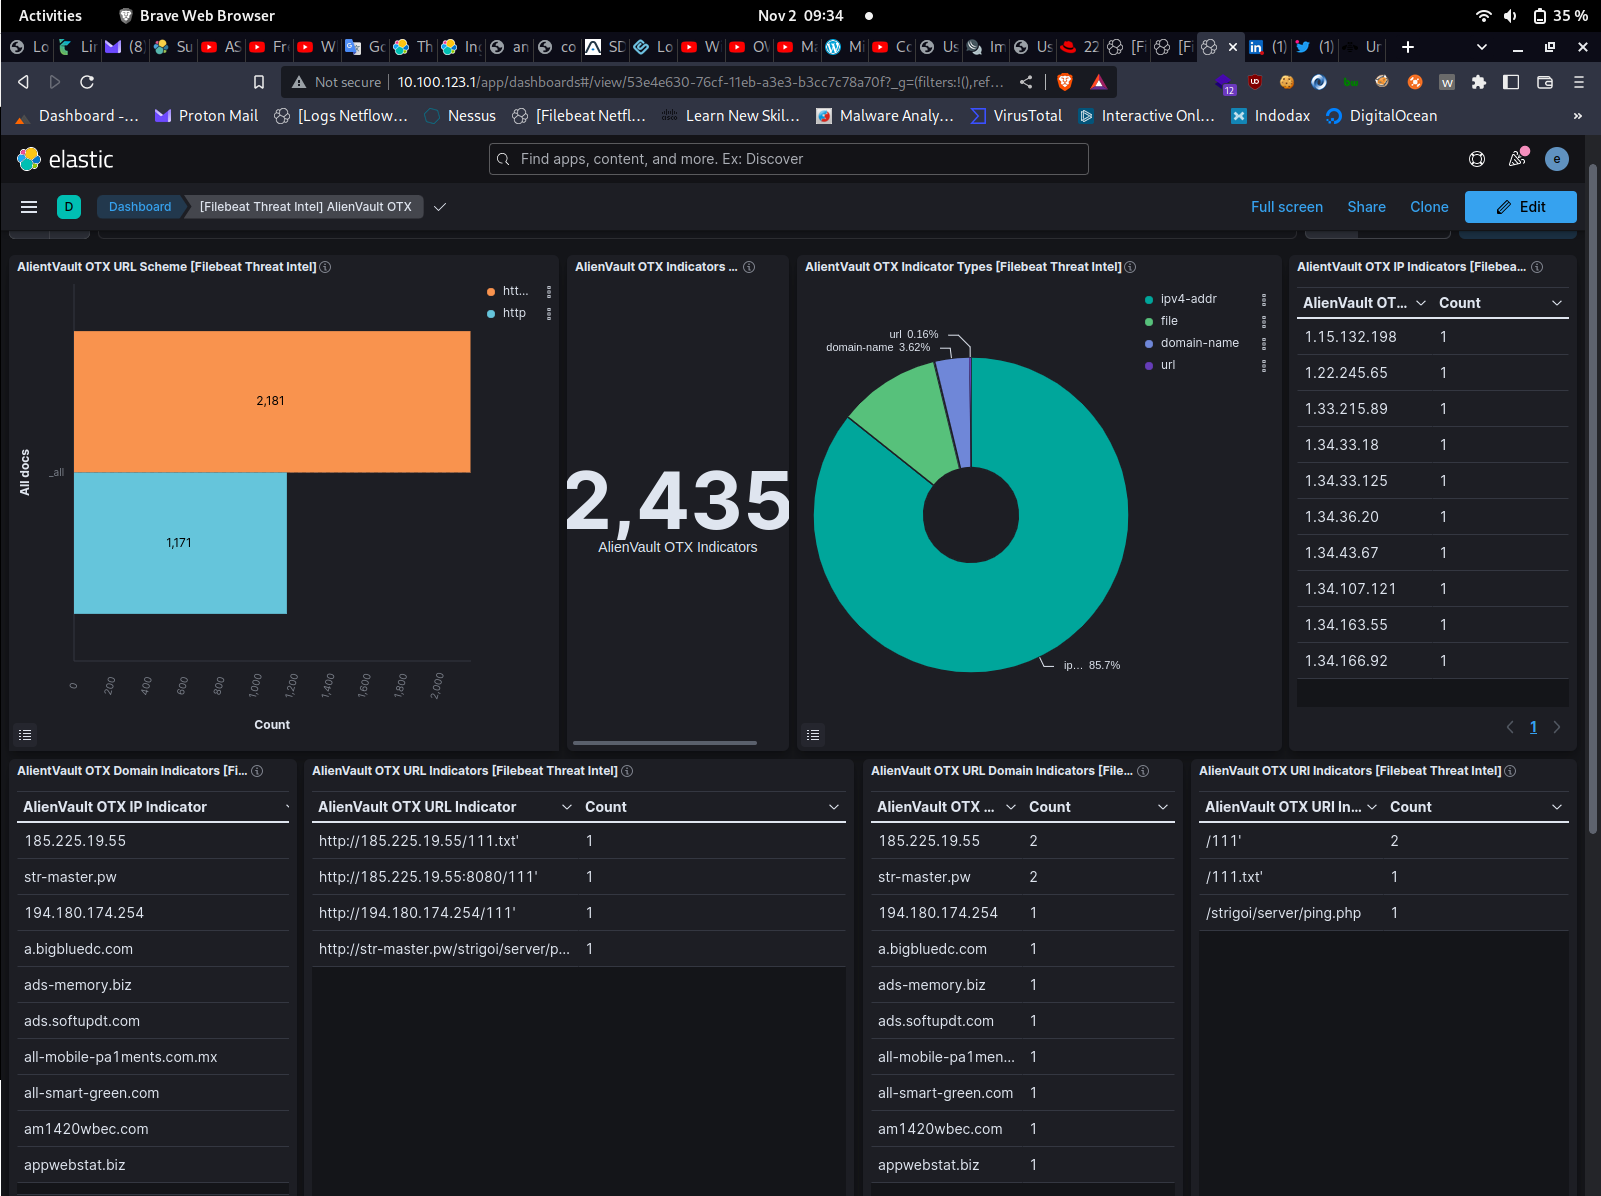 Activities
Brave Web Browser
Nov 2 09:34
35 %
Lo
Lin
(8)
Su
AS
Fr
W
Go
Th
an
co
SD
Lo
W
Ma
Mi
Us
Im
Us
22
[Fi
[Fi
(1)
(1)
Ur
Not secure
10.100.123.1/app/dashboards#/view/53e4e630-76cf-11eb-a3e3-b3cc7c78a70f?_g=(filters:!(),ref...
12
Dashboard -...
Proton Mail
[Logs Netflow...
Nessus
[Filebeat Netfl...
Learn New Skil...
Malware Analy...
VirusTotal
Interactive Onl...
Indodax
DigitalOcean
»
elastic
Find apps, content, and more. Ex: Discover
e
D
Dashboard
[Filebeat Threat Intel] AlienVault OTX
Full screen
Share
Clone
Edit
AlientVault OTX URL Scheme [Filebeat Threat Intel]
htt...
http
2,181
1,171
All docs
_all
0
200
400
600
800
1,000
1,200
1,400
1,600
1,800
2,000
Count
AlienVault OTX Indicators ...
2,435
AlienVault OTX Indicators
AlienVault OTX Indicator Types [Filebeat Threat Intel]
ipv4-addr
file
domain-name
url
url 0.16%
domain-name 3.62%
ip... 85.7%
AlienVault OTX IP Indicators [Filebea...
AlienVault OT... Count
1.15.132.198 1
1.22.245.65 1
1.33.215.89 1
1.34.33.18 1
1.34.33.125 1
1.34.36.20 1
1.34.43.67 1
1.34.107.121 1
1.34.163.55 1
1.34.166.92 1
1
AlientVault OTX Domain Indicators [Fi...
AlienVault OTX IP Indicator
185.225.19.55
str-master.pw
194.180.174.254
a.bigbluedc.com
ads-memory.biz
ads.softupdt.com
all-mobile-pa1ments.com.mx
all-smart-green.com
am1420wbec.com
appwebstat.biz
AlienVault OTX URL Indicators [Filebeat Threat Intel]
AlienVault OTX URL Indicator Count
http://185.225.19.55/111.txt' 1
http://185.225.19.55:8080/111' 1
http://194.180.174.254/111' 1
http://str-master.pw/strigoi/server/p... 1
AlienVault OTX URL Domain Indicators [File...
AlienVault OTX ... Count
185.225.19.55 2
str-master.pw 2
194.180.174.254 1
a.bigbluedc.com 1
ads-memory.biz 1
ads.softupdt.com 1
all-mobile-pa1men... 1
all-smart-green.com 1
am1420wbec.com 1
appwebstat.biz 1
AlienVault OTX URI Indicators [Filebeat Threat Intel]
AlienVault OTX URI In... Count
/111' 2
/111.txt' 1
/strigoi/server/ping.php 1